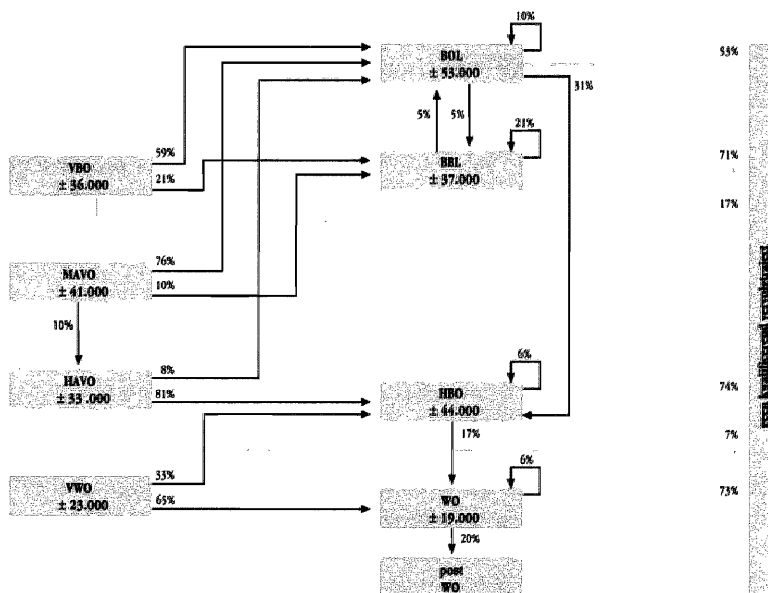 10%
BOL
± 53.000
53%
31%
5%
5%
21%
59%
VBO
± 36.000
21%
BBL
± 37.000
71%
17%
76%
MAVO
± 41.000
10%
10%
8%
HAVO
± 33 .000
81%
6%
HBO
± 44.000
74%
17%
7%
33%
VWO
± 23.000
65%
6%
WO
± 19.000
73%
20%
post
WO